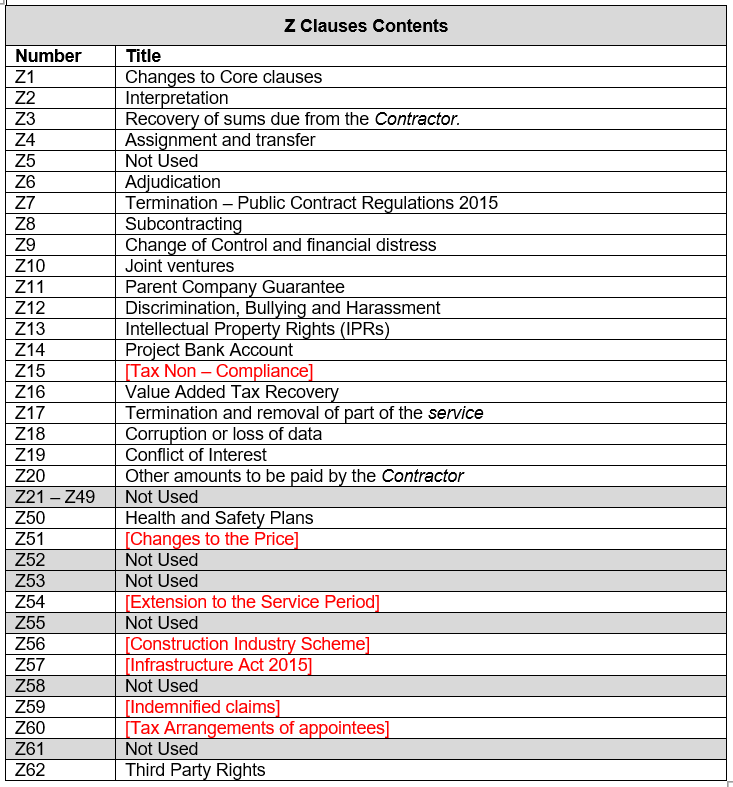 Z Clauses Contents
Number Title
Z1 Changes to Core clauses
Z2 Interpretation
Z3 Recovery of sums due from the Contractor.
Z4 Assignment and transfer
Z5 Not Used
Z6 Adjudication
Z7 Termination – Public Contract Regulations 2015
Z8 Subcontracting
Z9 Change of Control and financial distress
Z10 Joint ventures
Z11 Parent Company Guarantee
Z12 Discrimination, Bullying and Harassment
Z13 Intellectual Property Rights (IPRs)
Z14 Project Bank Account
Z15 [Tax Non – Compliance]
Z16 Value Added Tax Recovery
Z17 Termination and removal of part of the service
Z18 Corruption or loss of data
Z19 Conflict of Interest
Z20 Other amounts to be paid by the Contractor
Z21 – Z49 Not Used
Z50 Health and Safety Plans
Z51 [Changes to the Price]
Z52 Not Used
Z53 Not Used
Z54 [Extension to the Service Period]
Z55 Not Used
Z56 [Construction Industry Scheme]
Z57 [Infrastructure Act 2015]
Z58 Not Used
Z59 [Indemnified claims]
Z60 [Tax Arrangements of appointees]
Z61 Not Used
Z62 Third Party Rights